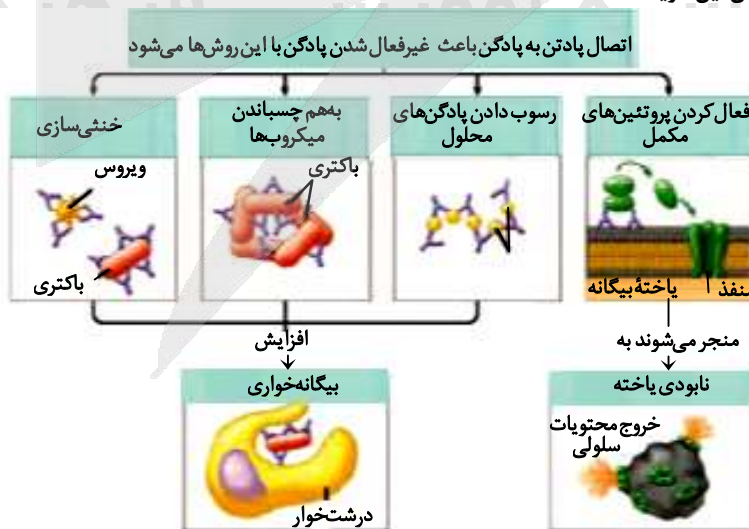 اتصال پادتن به پادگن باعث غیرفعال شدن پادگن با این روش‌ها می‌شود
فعال کردن پروتئین‌های
مکمل
رسوب دادن پادگن‌های
محلول
به‌هم چسباندن
میکروب‌ها
خنثی‌سازی
ویروس
باکتری
باکتری
منفذ
یاختهٔ بیگانه
منجر می‌شوند به
افزایش
نابودی یاخته
بیگانه‌خواری
خروج محتویات
سلولی
درشت‌خوار